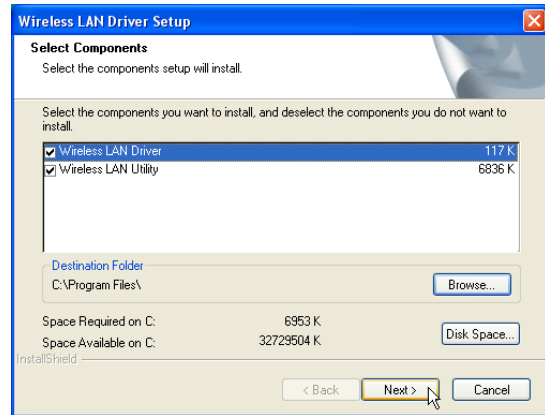 Wireless LAN Driver Setup
Select Components
Select the components setup will install.
Select the components you want to install, and deselect the components you do not want to
install.
Wireless LAN Driver 117 K
Wireless LAN Utility 6836 K
Destination Folder
C:\Program Files\
Browse...
Space Required on C: 6953 K
Space Available on C: 32729504 K
Disk Space...
InstallShield
< Back
Next >
Cancel